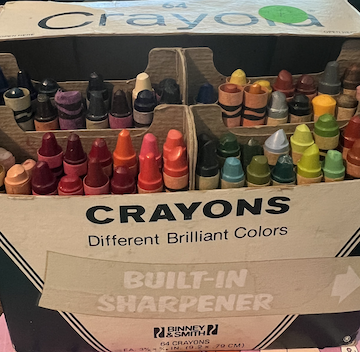 64
Crayola
CRAYONS
Different Brilliant Colors
BUILT-IN
SHARPENER
BINNEY
& SMITH
64 CRAYONS